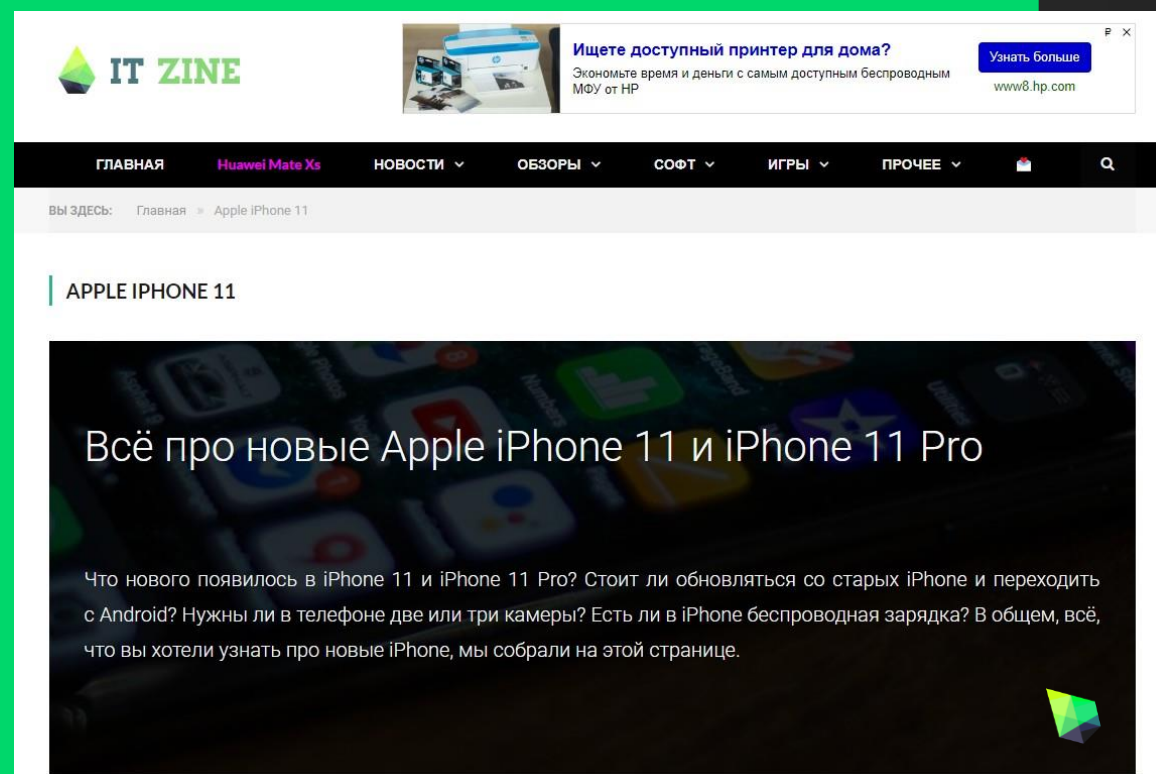 IT ZINE
Ищете доступный принтер для дома?
Экономьте время и деньги с самым доступным беспроводным
МФУ от HP
Узнать больше
www8.hp.com
ГЛАВНАЯ
Huawei Mate Xs
НОВОСТИ
ОБЗОРЫ
СОФТ
ИГРЫ
ПРОЧЕЕ
ВЫ ЗДЕСЬ: Главная » Apple iPhone 11
APPLE IPHONE 11
Numbers
GarageBand
Utilities
Всё про новые Apple iPhone 11 и iPhone 11 Pro
Что нового появилось в iPhone 11 и iPhone 11 Pro? Стоит ли обновляться со старых iPhone и переходить
с Android? Нужны ли в телефоне две или три камеры? Есть ли в iPhone беспроводная зарядка? В общем, всё,
что вы хотели узнать про новые iPhone, мы собрали на этой странице.